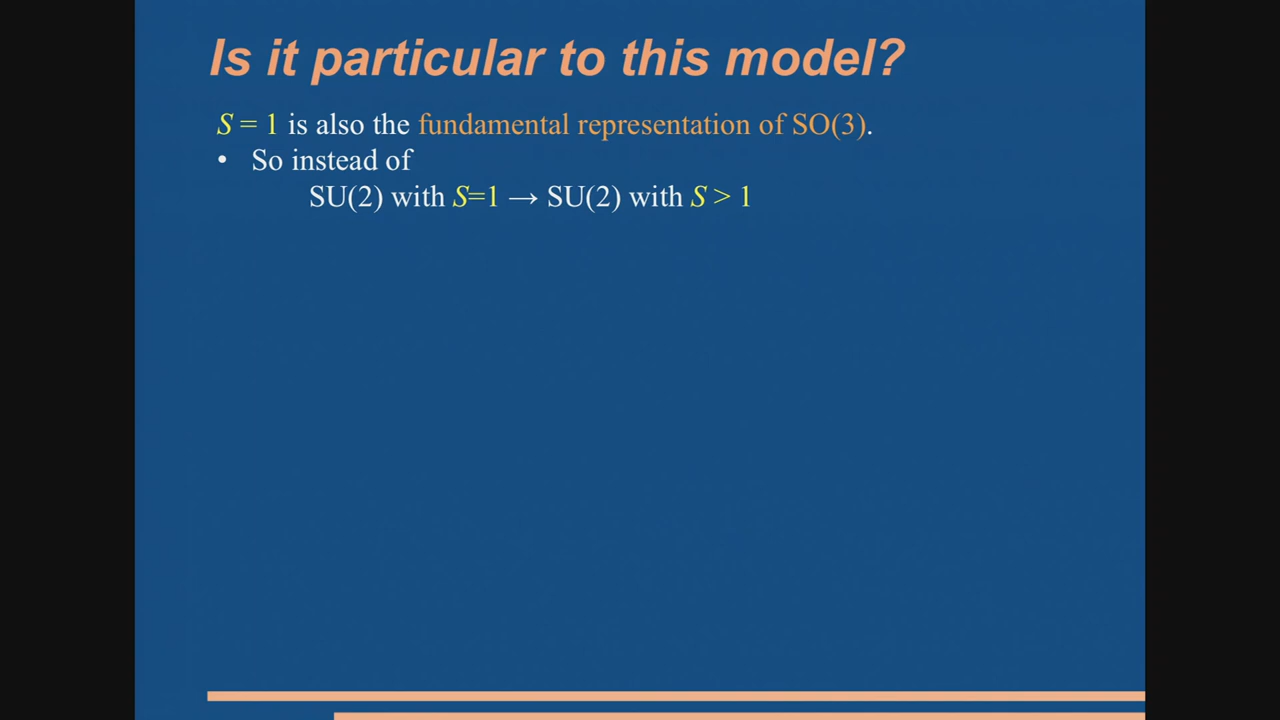 Is it particular to this model?
S = 1 is also the fundamental representation of SO(3).
• So instead of
SU(2) with S=1 → SU(2) with S > 1